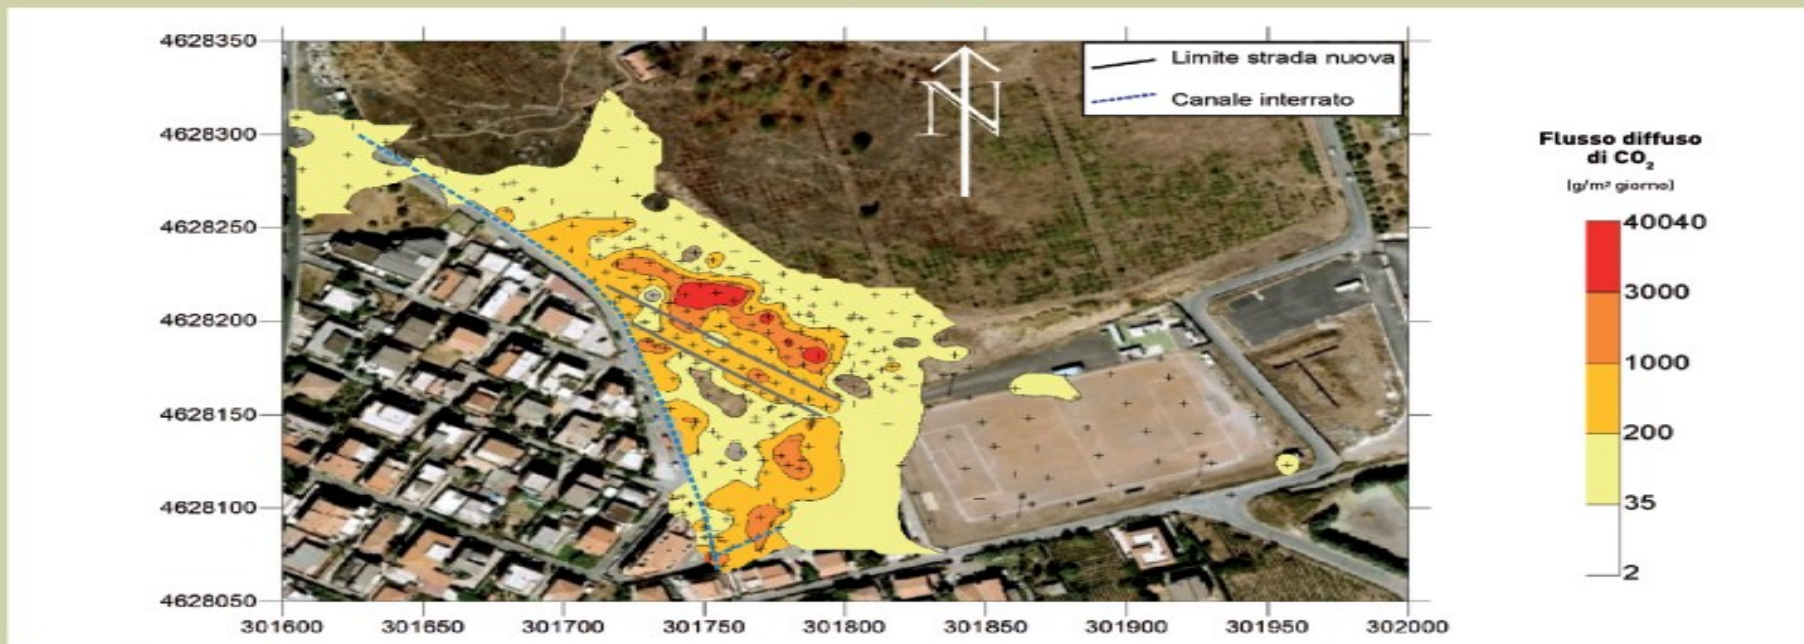 4628350
4628300
4628250
4628200
4628150
4628100
4628050
301600 301650 301700 301750 301800 301850 301900 301950 302000
N
Limite strada nuova
Canale interrato
Flusso diffuso
di CO₂
[g/m² giorno]
40040
3000
1000
200
35
2